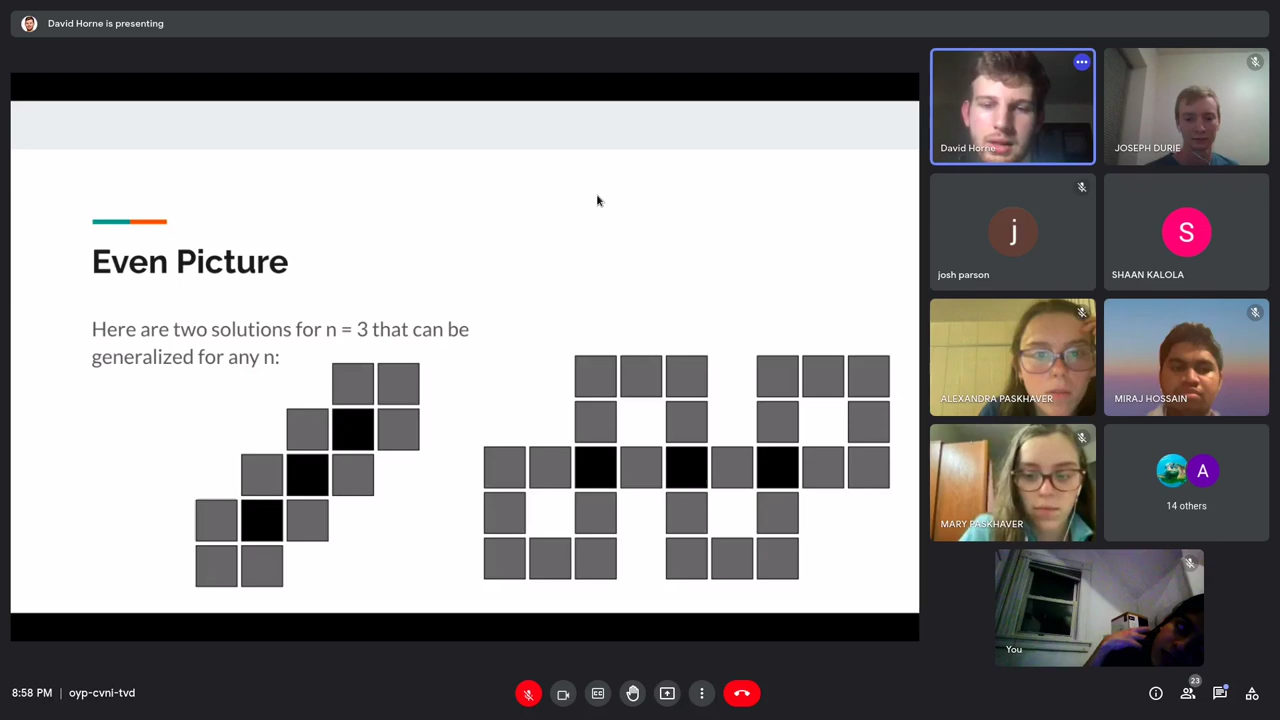 David Horne is presenting
Even Picture
Here are two solutions for n = 3 that can be
generalized for any n:
David Horne
JOSEPH DURIE
j
josh parson
S
SHAAN KALOLA
ALEXANDRA PASKHAVER
MIRAJ HOSSAIN
MARY PASKHAVER
A
14 others
You
8:58 PM | oyp-cvni-tvd
CC
23